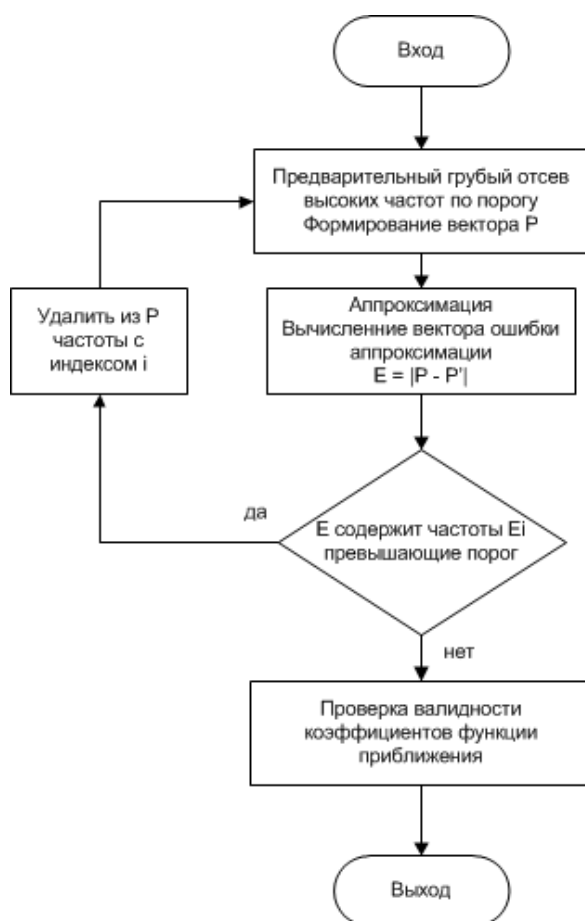 Вход
Предварительный грубый отсев
высоких частот по порогу
Формирование вектора P
Удалить из P
частоты с
индексом i
Аппроксимация
Вычисленние вектора ошибки
аппроксимации
E = |P - P'|
да
E содержит частоты Ei
превышающие порог
нет
Проверка валидности
коэффициентов функции
приближения
Выход